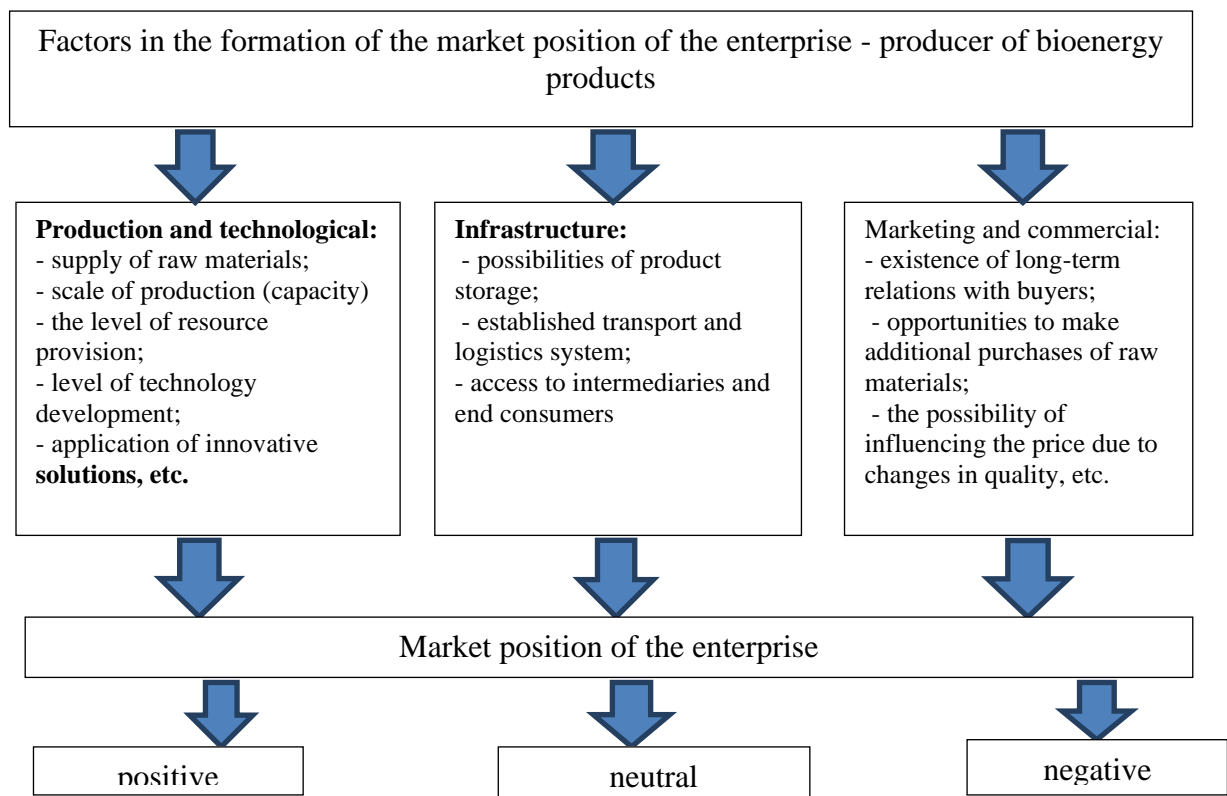 Factors in the formation of the market position of the enterprise - producer of bioenergy
products
Production and technological:
- supply of raw materials;
- scale of production (capacity)
- the level of resource
provision;
- level of technology
development;
- application of innovative
solutions, etc.
Infrastructure:
- possibilities of product
storage;
- established transport and
logistics system;
- access to intermediaries and
end consumers
Marketing and commercial:
- existence of long-term
relations with buyers;
- opportunities to make
additional purchases of raw
materials;
- the possibility of
influencing the price due to
changes in quality, etc.
Market position of the enterprise
positive
neutral
negative